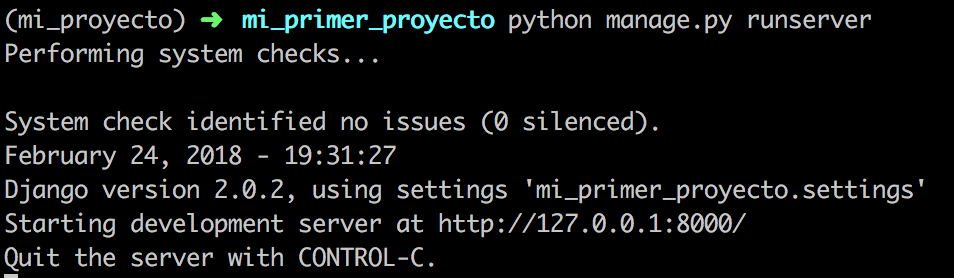 (mi_proyecto) ➜ mi_primer_proyecto python manage.py runserver
Performing system checks...
System check identified no issues (0 silenced).
February 24, 2018 - 19:31:27
Django version 2.0.2, using settings 'mi_primer_proyecto.settings'
Starting development server at http://127.0.0.1:8000/
Quit the server with CONTROL-C.